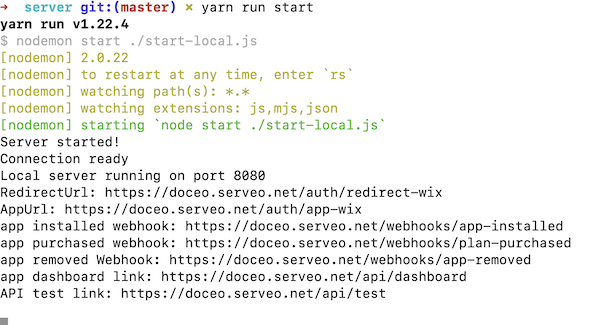 → server git:(master) × yarn run start
yarn run v1.22.4
$ nodemon start ./start-local.js
[nodemon] 2.0.22
[nodemon] to restart at any time, enter `rs`
[nodemon] watching path(s): *.*
[nodemon] watching extensions: js,mjs,json
[nodemon] starting `node start ./start-local.js`
Server started!
Connection ready
Local server running on port 8080
RedirectUrl: https://doceo.serveo.net/auth/redirect-wix
AppUrl: https://doceo.serveo.net/auth/app-wix
app installed webhook: https://doceo.serveo.net/webhooks/app-installed
app purchased webhook: https://doceo.serveo.net/webhooks/plan-purchased
app removed Webhook: https://doceo.serveo.net/webhooks/app-removed
app dashboard link: https://doceo.serveo.net/api/dashboard
API test link: https://doceo.serveo.net/api/test